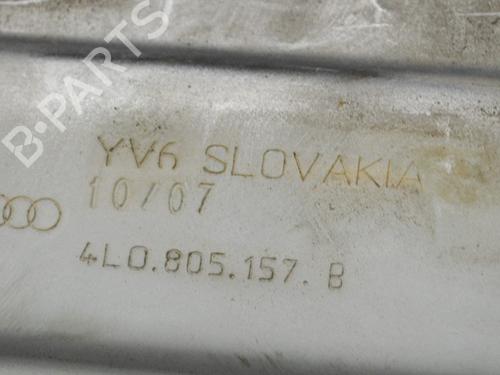 B-PARTS
YV6 SLOVAKIA
10/07
4L0.805.157.B